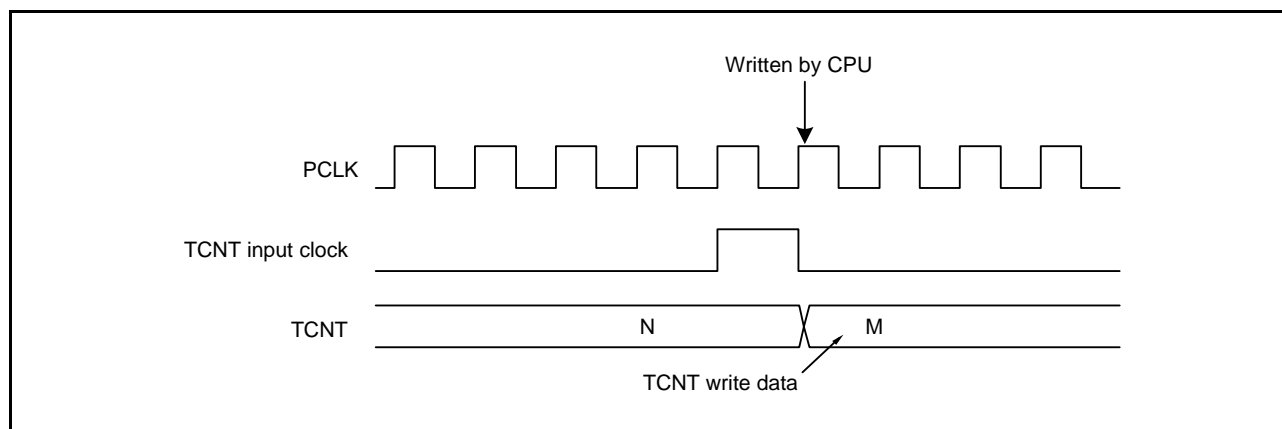 Written by CPU
PCLK
TCNT input clock
TCNT
N
M
TCNT write data